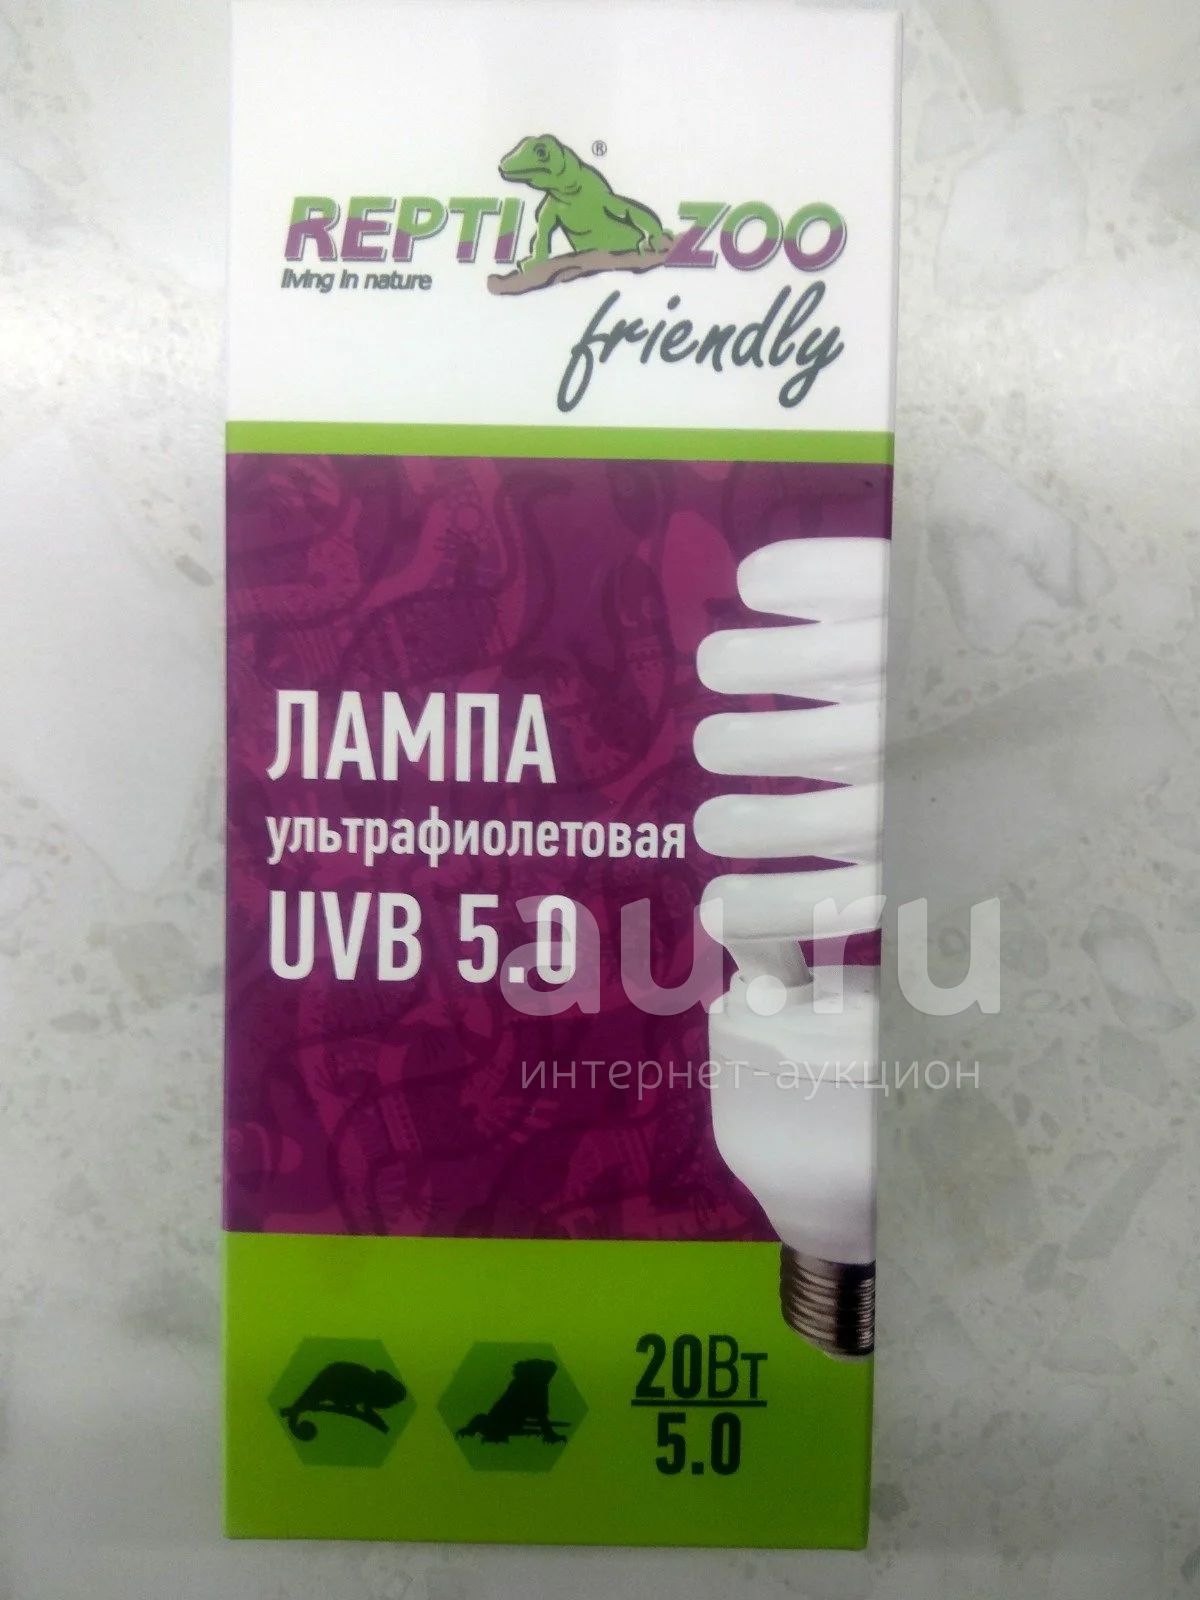 REPTI ZOO ®
living in nature
friendly
ЛАМПА
ультрафиолетовая
UVB 5.0
au.ru
интернет-аукцион
20Вт
5.0